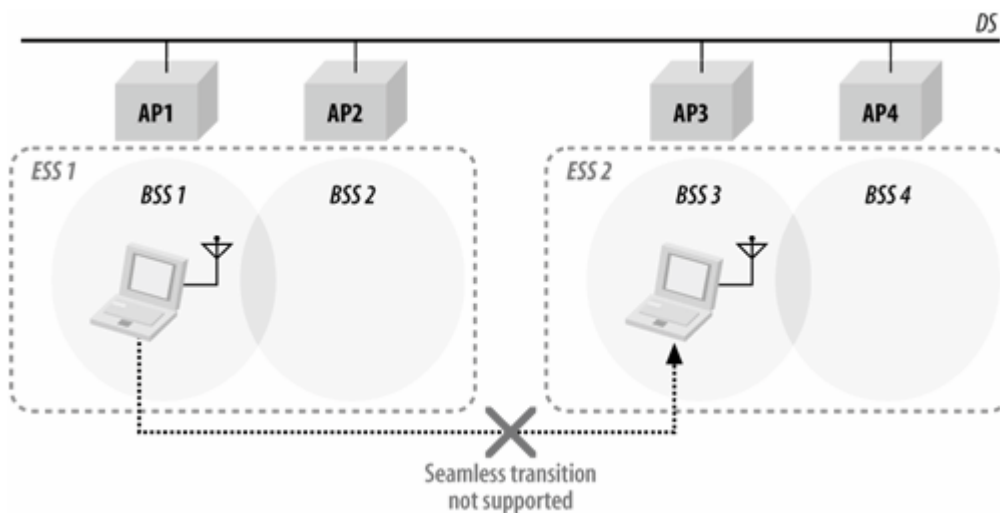 DS
AP1
AP2
AP3
AP4
ESS 1
ESS 2
BSS 1
BSS 2
BSS 3
BSS 4
Seamless transition
not supported